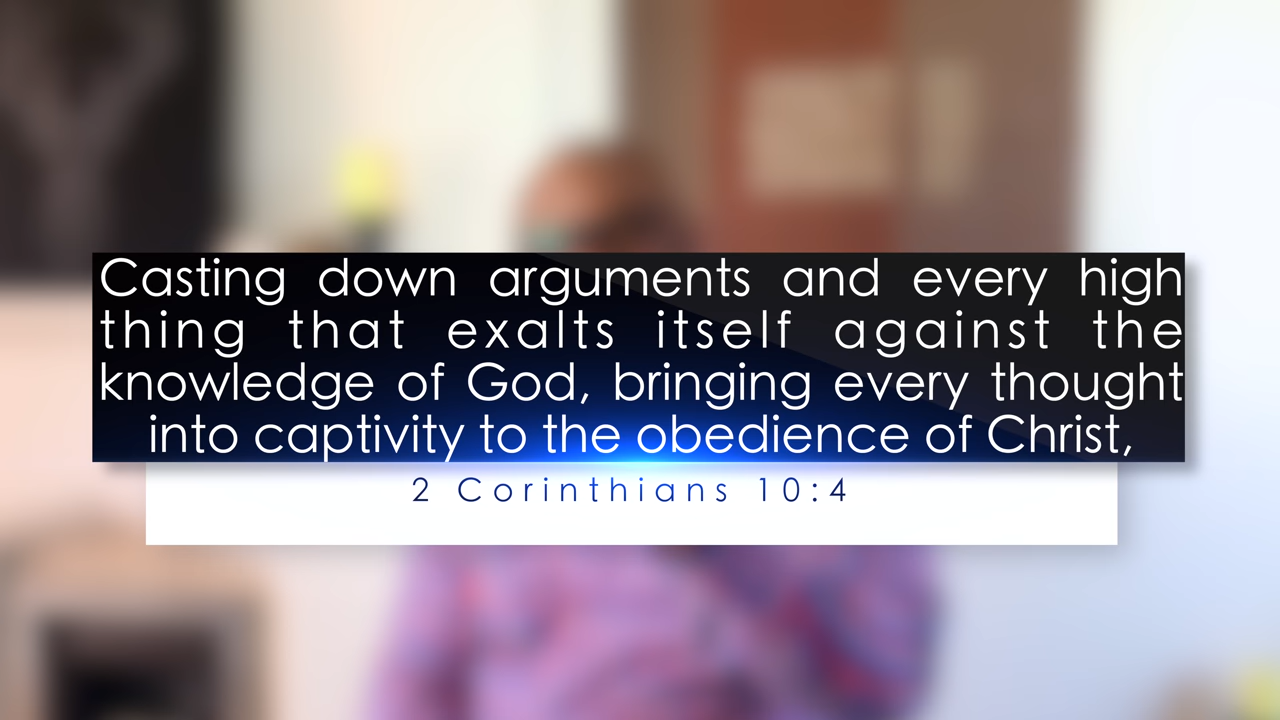 Casting down arguments and every high
thing that exalts itself against the
knowledge of God, bringing every thought
into captivity to the obedience of Christ,
2 Corinthians 10:4